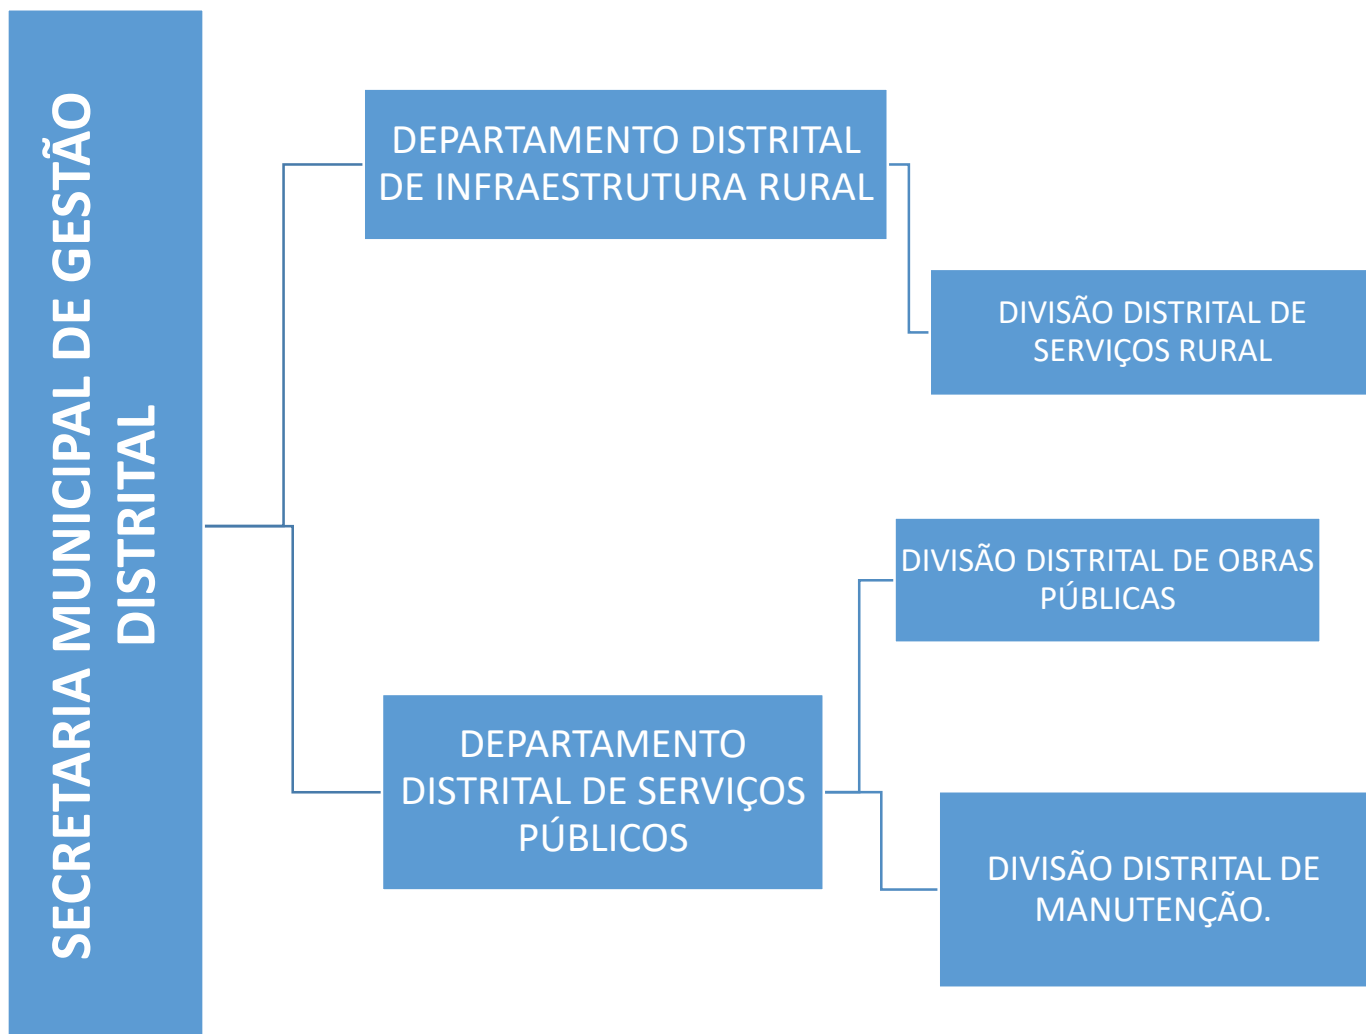 SECRETARIA MUNICIPAL DE GESTÃO
DISTRITAL
DEPARTAMENTO DISTRITAL
DE INFRAESTRUTURA RURAL
DIVISÃO DISTRITAL DE
SERVIÇOS RURAL
DEPARTAMENTO
DISTRITAL DE SERVIÇOS
PÚBLICOS
DIVISÃO DISTRITAL DE OBRAS
PÚBLICAS
DIVISÃO DISTRITAL DE
MANUTENÇÃO.